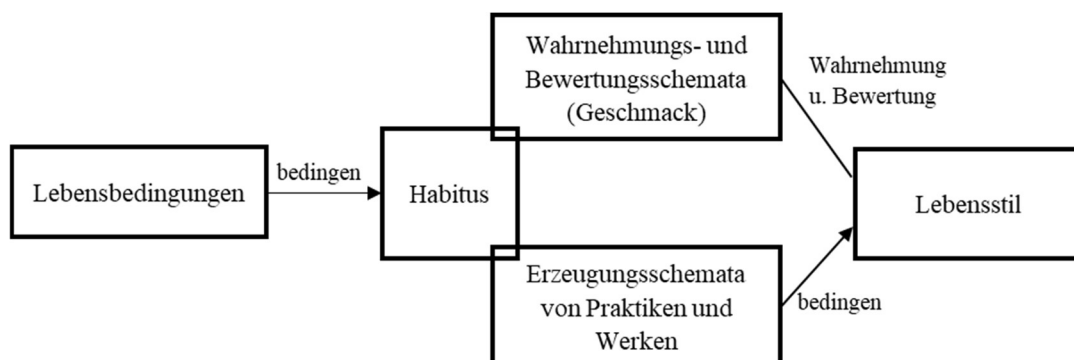 Wahrnehmungs- und
Bewertungsschemata
(Geschmack)
Wahrnehmung
u. Bewertung
Lebensbedingungen
bedingen
Habitus
Lebensstil
Erzeugungsschemata
von Praktiken und
Werken
bedingen